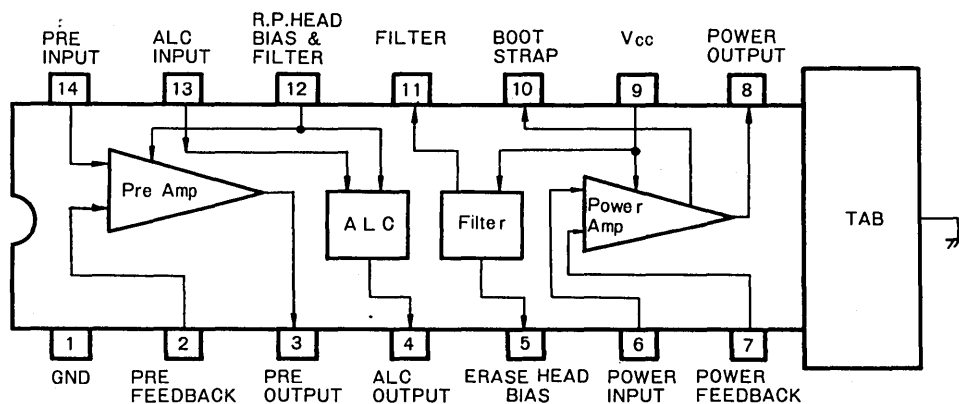 PRE
INPUT
ALC
INPUT
R.P.HEAD
BIAS &
FILTER
FILTER
BOOT
STRAP
Vcc
POWER
OUTPUT
14
13
12
11
10
9
8
Pre Amp
ALC
Filter
Power
Amp
TAB
1
2
3
4
5
6
7
GND
PRE
FEEDBACK
PRE
OUTPUT
ALC
OUTPUT
ERASE HEAD
BIAS
POWER
INPUT
POWER
FEEDBACK